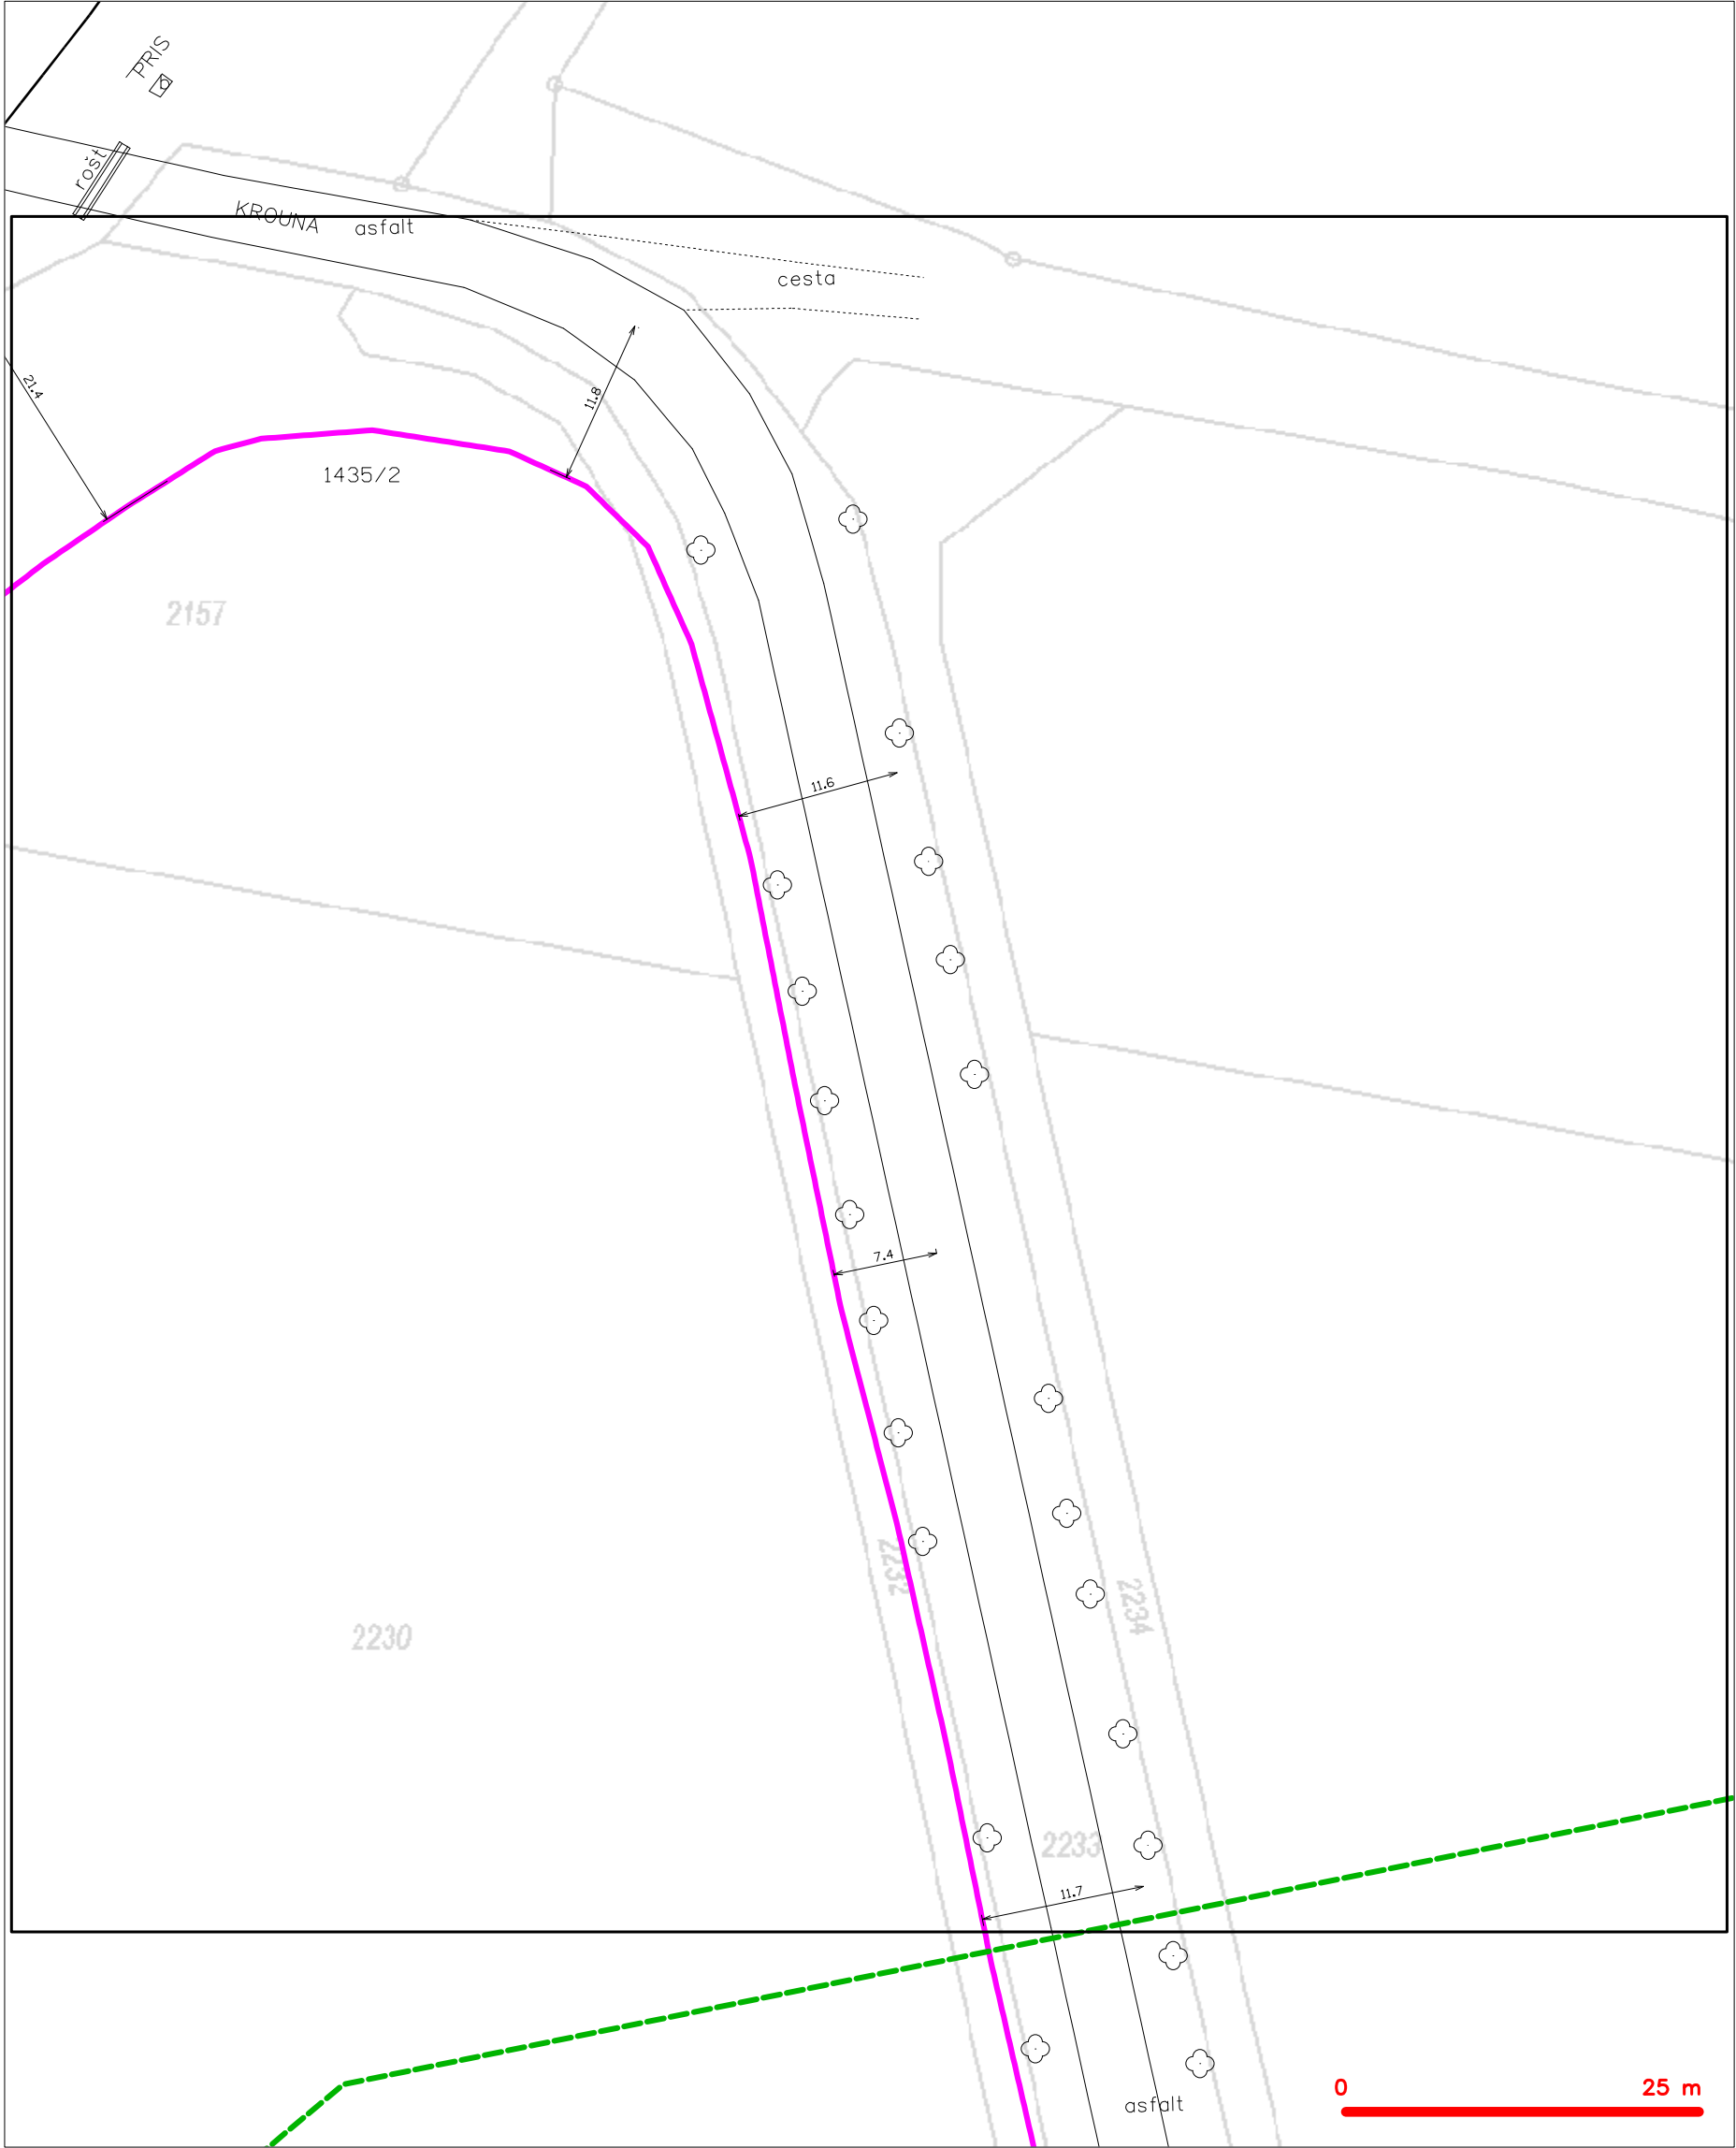 PRIS
rošt
KROUNA
asfalt
cesta
21.4
11.8
1435/2
2157
11.6
7.4
2232
2234
2230
2233
11.7
0
25 m
asfalt